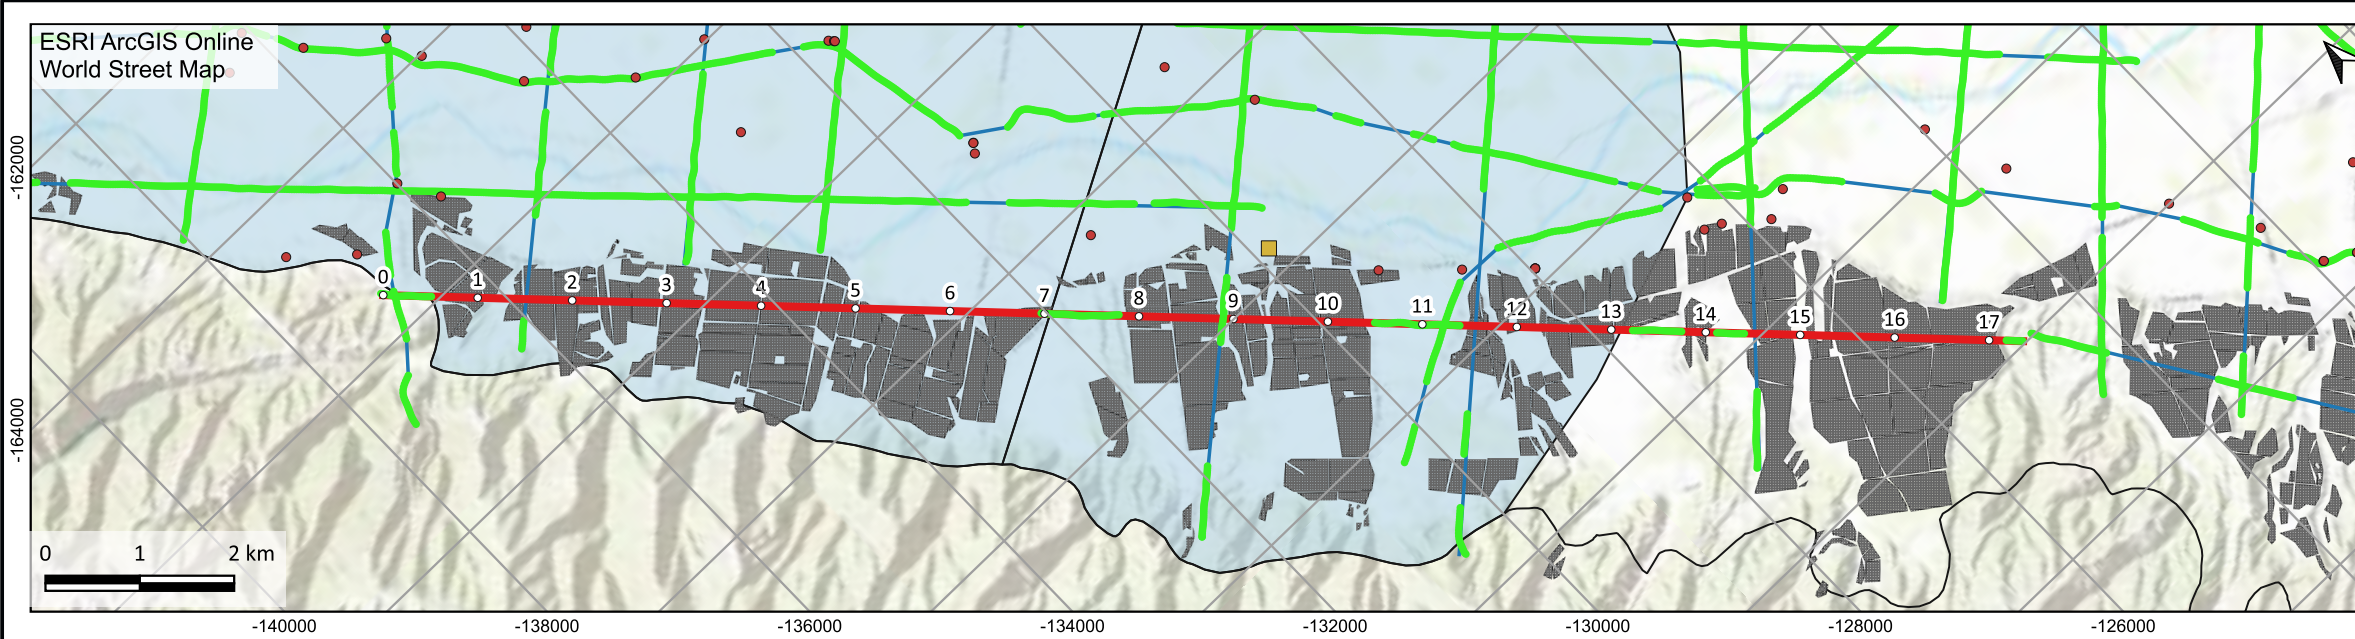 ESRI ArcGIS Online
World Street Map
-162000
-164000
0 1 2 3 4 5 6 7 8 9 10 11 12 13 14 15 16 17
0 1 2 km
-140000 -138000 -136000 -134000 -132000 -130000 -128000 -126000